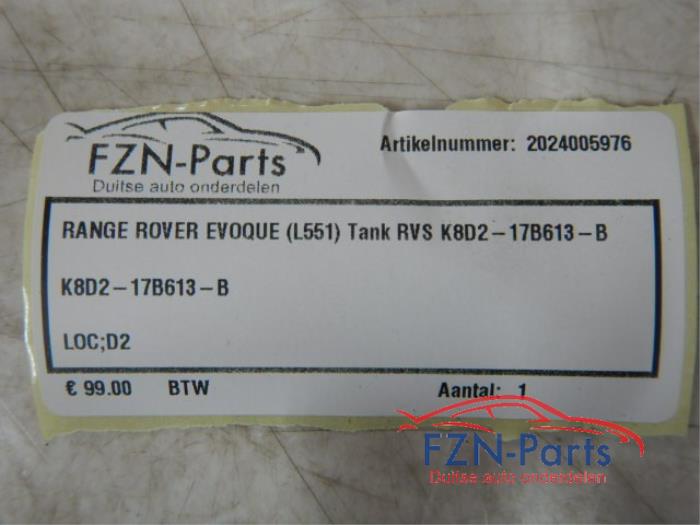 FZN-Parts
Duitse auto onderdelen
Artikelnummer: 2024005976
RANGE ROVER EVOQUE (L551) Tank RVS K8D2-17B613-B
K8D2-17B613-B
LOC;D2
€ 99.00 BTW Aantal: 1
FZN-Parts
Duitse auto onderdelen